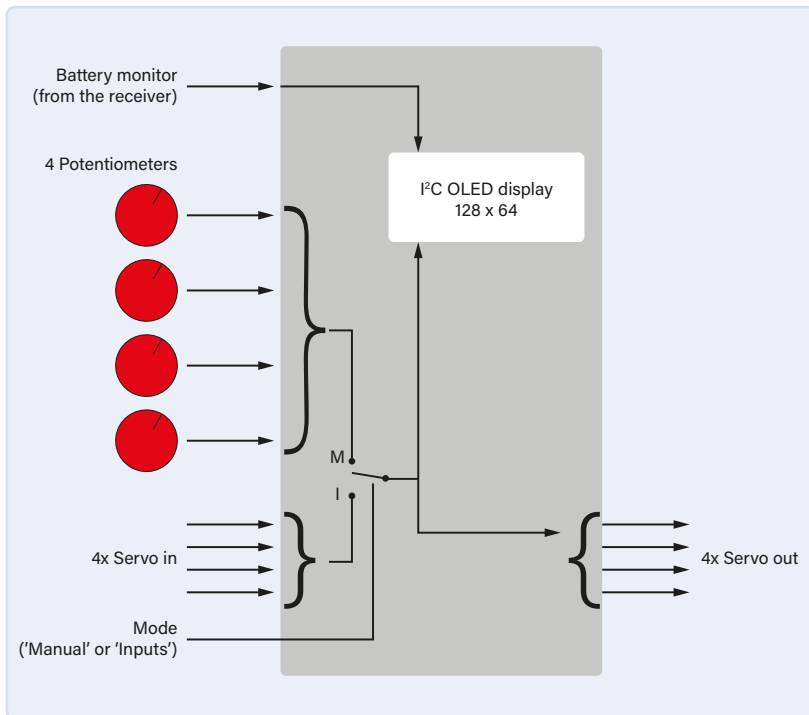 Battery monitor
(from the receiver)
4 Potentiometers
I²C OLED display
128 x 64
M
I
4x Servo in
4x Servo out
Mode
('Manual' or 'Inputs')